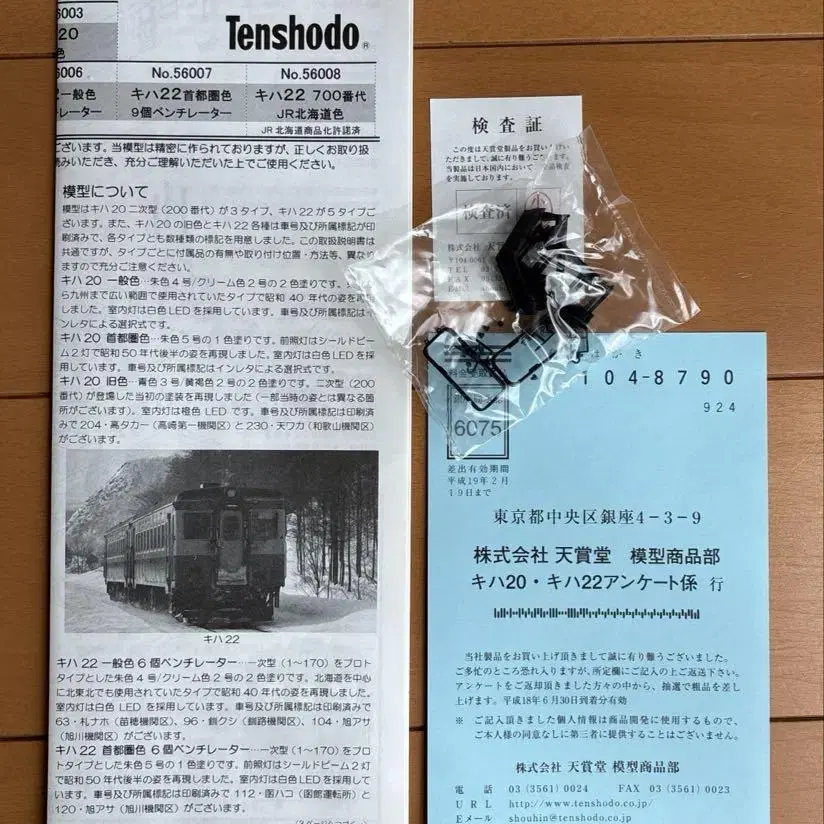 6003
20
色
Tenshodo®
6006
No.56007
No.56008
2一般色
キハ22首都圏色
キハ22 700番代
レーター
9個ベンチレーター
JR北海道色
JR北海道商品化許諾済
ございます。当模型は精密に作られておりますが、正しくお取り扱
読みいただき、充分ご理解いただいた上でご使用ください。
模型について
模型はキハ20二次型(200番代)が3タイプ、キハ22が5タイプご
ざいます。また、キハ20の旧色とキハ22各種は車号及び所属標記が印
刷済みで、各タイプとも数種類の標記を用意しました。この取扱説明書は
共通ですが、タイプごとに付属品の有無や取り付け位置・方法等、異なり
ますので充分ご注意ください。
キハ20 一般色…朱色4号/クリーム色2号の2色塗りです。
ら九州まで広い範囲で使用されていたタイプで昭和40年代の姿を再現
しました。室内灯は白色LEDを採用しています。車号及び所属標記はイ
ンレタによる選択式です。
キハ20 首都圏色…朱色5号の1色塗りです。前照灯はシールドビー
ム2灯で昭和50年代後半の姿を再現しました。室内灯は白色LEDを採
用しています。車号及び所属標記はインレタによる選択式です。
キハ20 旧色…青色3号/黄褐色2号の2色塗りです。二次型(200
番代)が登場した当初の塗装を再現しました(一部当時の姿とは異なる箇
所がございます)。室内灯は橙色LEDです。車号及び所属標記は印刷済
みで204・高タカー(高崎第一機関区)と230・天ワカ(和歌山機関区)
がございます。
キハ22
キハ22 一般色6個ベンチレーター…一次型(1〜170)をプロト
タイプとした朱色4号/クリーム色2号の2色塗りです。北海道を中心
に北東北でも使用されていたタイプで昭和40年代の姿を再現しました。
室内灯は白色LEDを採用しています。車号及び所属標記は印刷済みで
63・札ナホ(苗穂機関区)、96・釧クシ(釧路機関区)、104・旭アサ
(旭川機関区)がございます。
キハ22 首都圏色6個ベンチレーター…一次型(1〜170)をプロ
トタイプとした朱色5号の1色塗りです。前照灯はシールドビーム2灯
で昭和50年代後半の姿を再現しました。室内灯は白色LEDを採用して
います。車号及び所属標記は印刷済みで112・函ハコ(函館運転所)と
120・旭アサ(旭川機関区)がございます。
検査証
この度は天賞堂製品をお買い上げい
ただきまして、誠に有り難うござ
当製品は日本国内において 品検査
を実施しております。
検査済
小
株式会社 天賞
〒104-0061
TEL 03
FAX 03
Email
はがき
料金受取
104-8790
924
6075
差出有効期間
平成19年2月
19日まで
東京都中央区銀座4-3-9
株式会社 天賞堂 模型商品部
キハ20・キハ22アンケート係 行
当社製品をお買い上げ頂きまして誠に有り難うございました。
ご多忙のところ恐れ入りますが、所定欄にご記入の上ご返送下さい。
アンケートをご返却頂きました方々の中から、抽選で粗品を差し
上げます。平成18年6月30日到着分有効
※ ご記入頂きました個人情報は商品開発に使用するもので、
ご本人様の同意なしに第三者に提供することはございません。
株式会社 天賞堂 模型商品部
電話 03(3561)0024 FAX 03(3561)0023
URL http://www.tenshodo.co.jp/
Eメール shouhin@tenshodo.co.jp